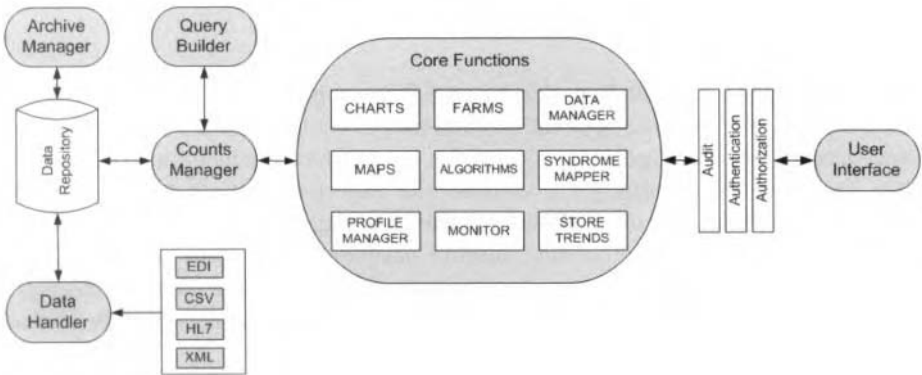 Archive
Manager
Query
Builder
Core Functions
CHARTS
FARMS
DATA
MANAGER
Data
Repository
Counts
Manager
MAPS
ALGORITHMS
SYNDROME
MAPPER
Audit
Authentication
Authorization
User
Interface
PROFILE
MANAGER
MONITOR
STORE
TRENDS
Data
Handler
EDI
CSV
HL7
XML